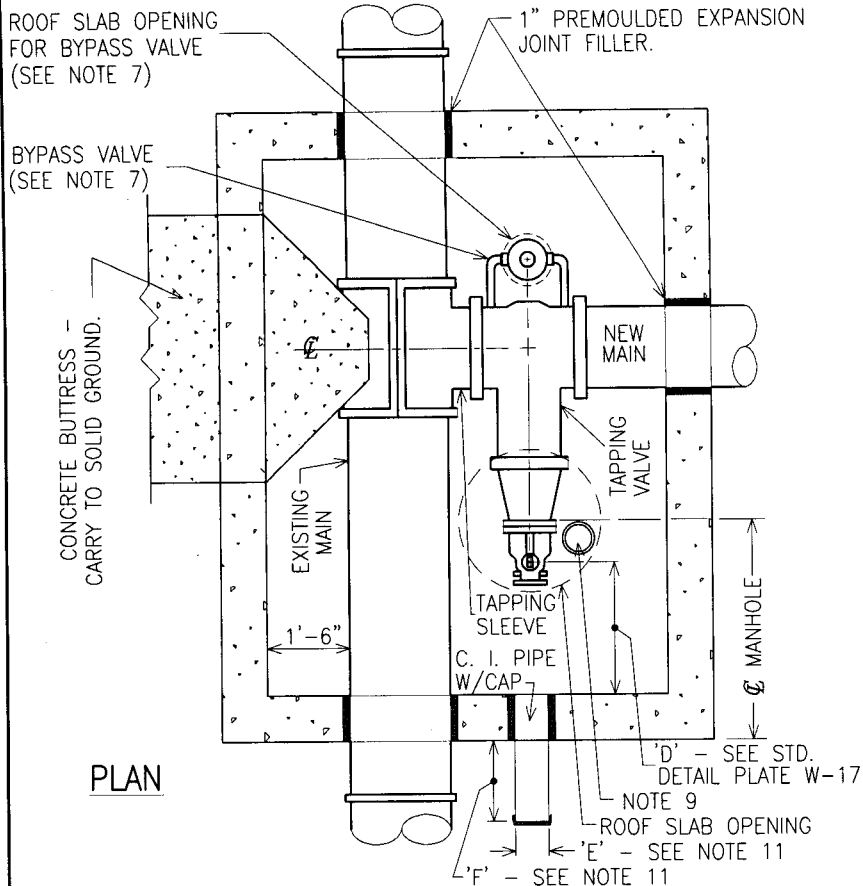 ROOF SLAB OPENING
FOR BYPASS VALVE
(SEE NOTE 7)
1" PREMOULDED EXPANSION
JOINT FILLER.
BYPASS VALVE
(SEE NOTE 7)
CONCRETE BUTTRESS –
CARRY TO SOLID GROUND.
℄
NEW
MAIN
TAPPING
VALVE
EXISTING
MAIN
TAPPING
SLEEVE
1'-6"
C. I. PIPE
W/CAP
℄ MANHOLE
PLAN
'D' – SEE STD.
DETAIL PLATE W-17
NOTE 9
ROOF SLAB OPENING
'E' – SEE NOTE 11
'F' – SEE NOTE 11